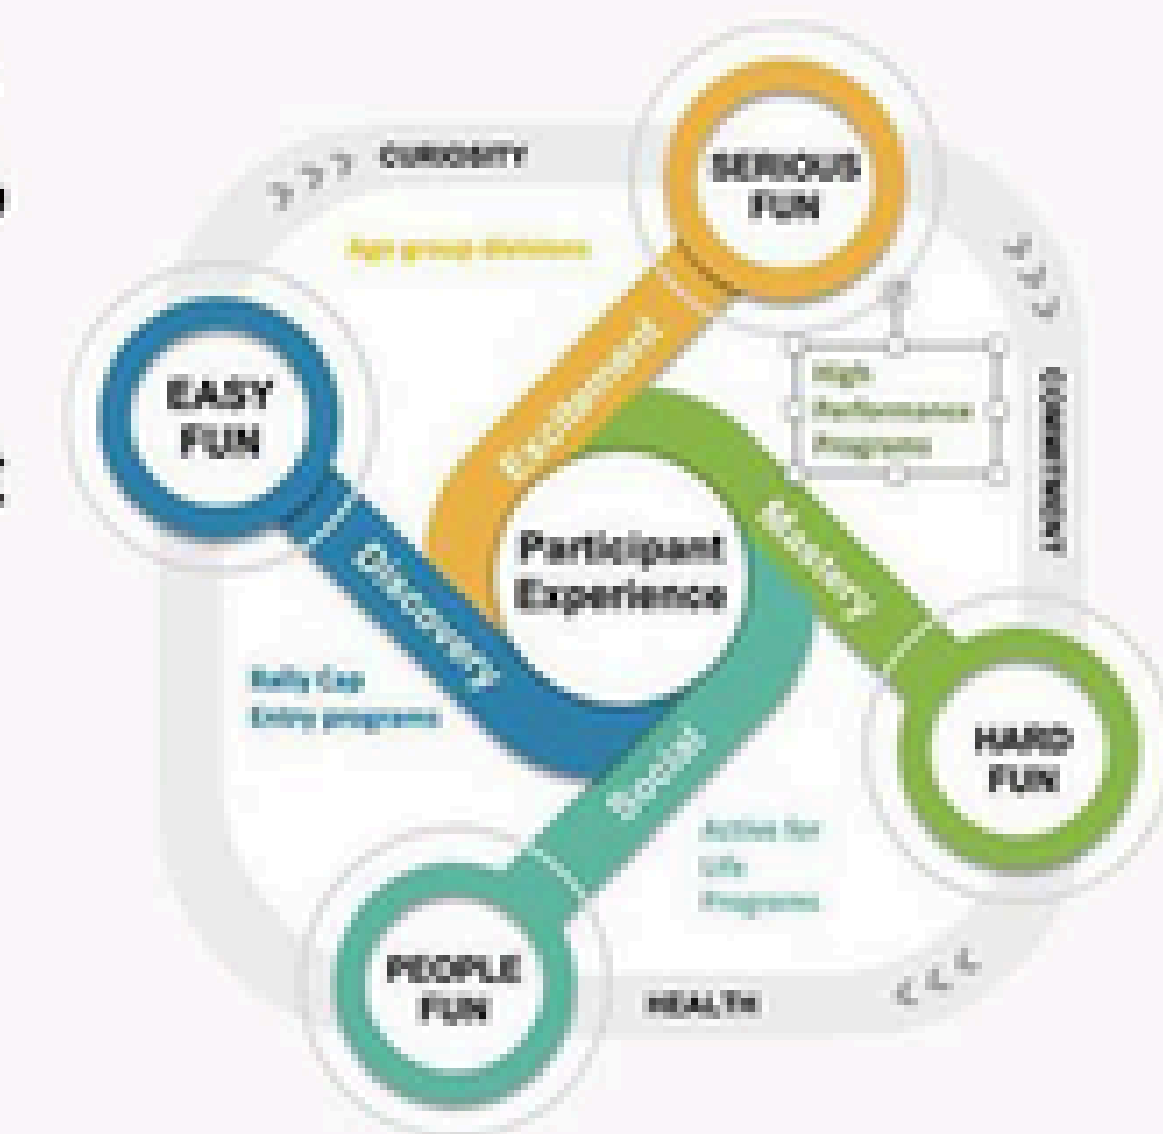 CURIOSITY
SERIOUS
FUN
Age group divisions
Excitement
High
Performance
Programs
COMMITMENT
EASY
FUN
Participant
Experience
Mastery
Discovery
Rally Cap
Entry programs
HARD
FUN
Social
Active for
Life
Programs
PEOPLE
FUN
HEALTH